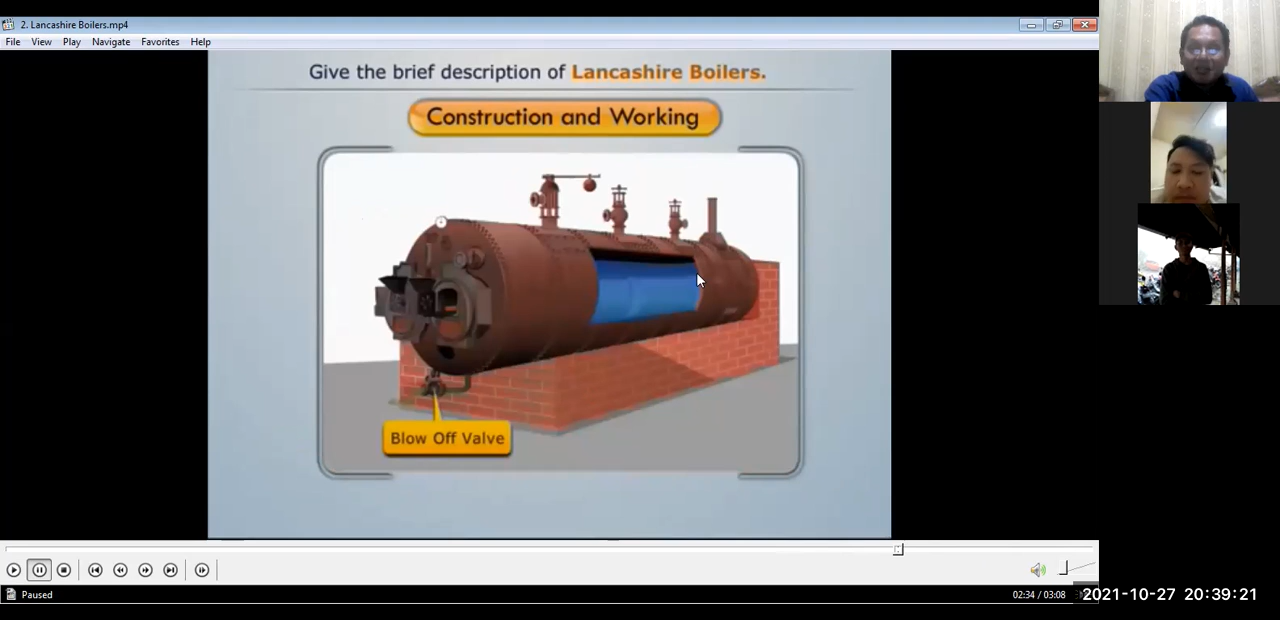 2. Lancashire Boilers.mp4
File View Play Navigate Favorites Help
Give the brief description of Lancashire Boilers.
Construction and Working
Blow Off Valve
Paused
02:34 / 03:08
2021-10-27 20:39:21